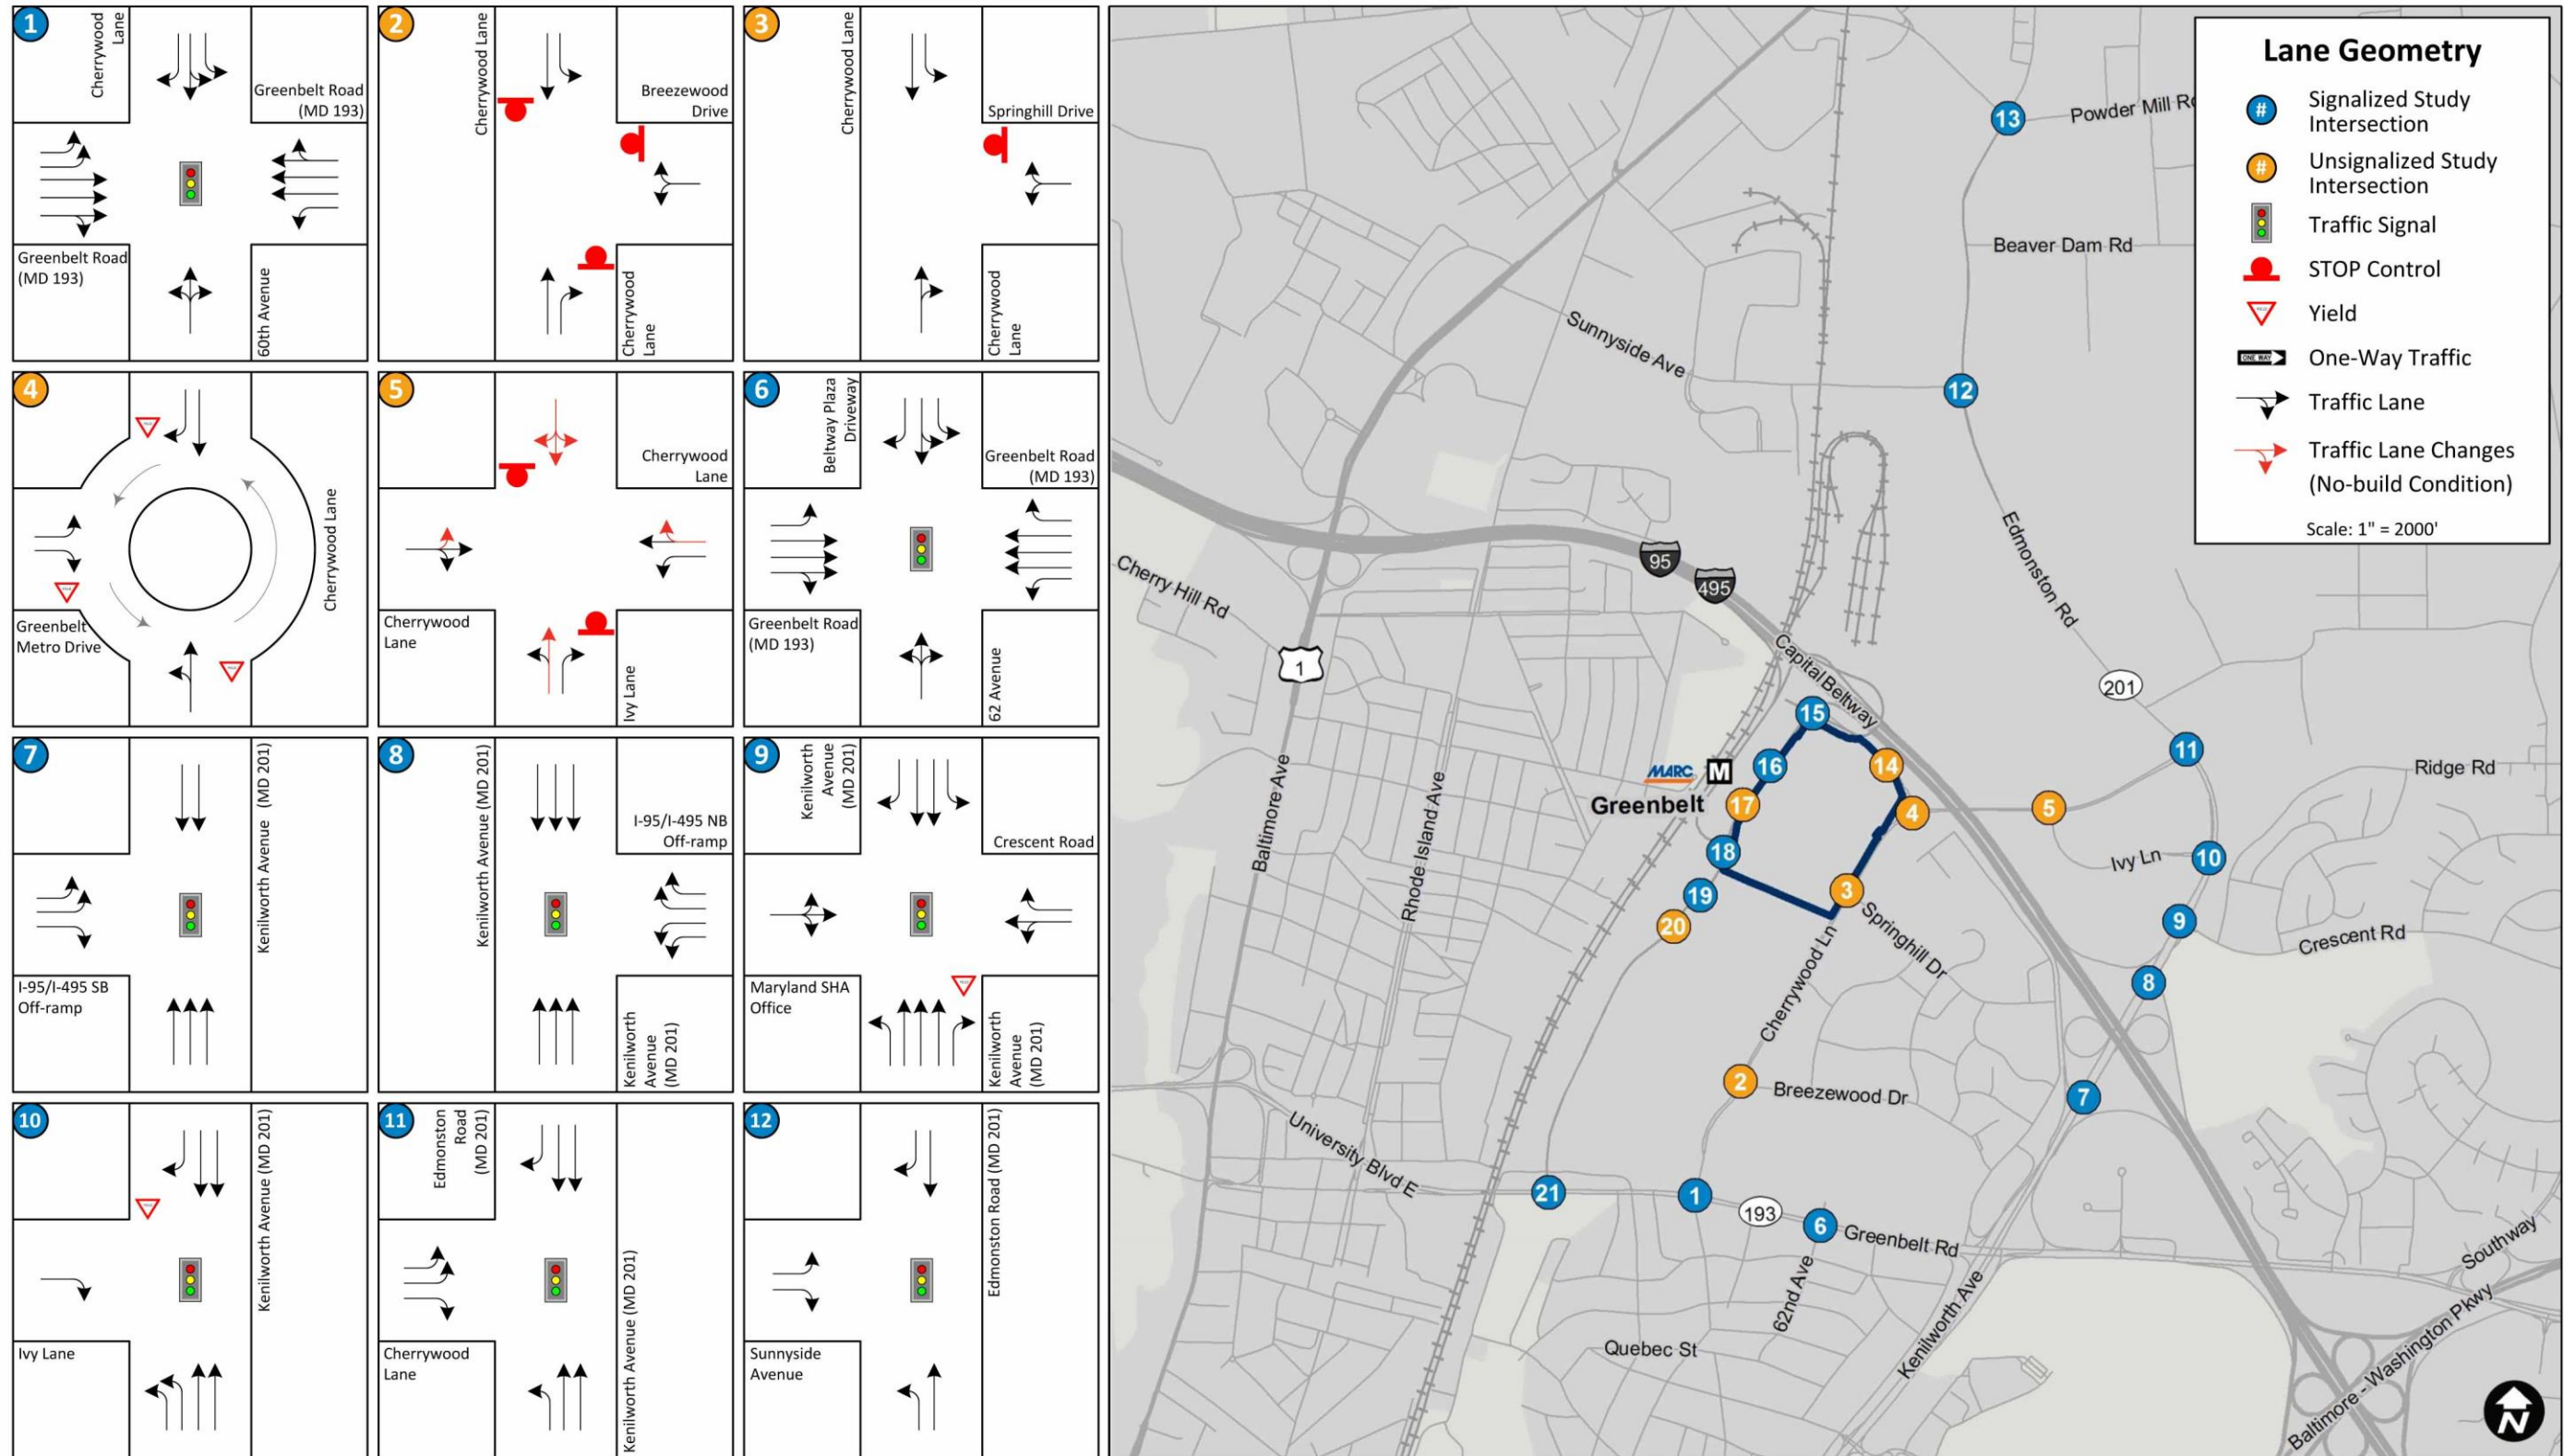 1
Cherrywood
Lane
Greenbelt Road
(MD 193)
Greenbelt Road
(MD 193)
60th Avenue
2
Cherrywood Lane
Breezewood
Drive
Cherrywood
Lane
3
Cherrywood Lane
Springhill Drive
Cherrywood
Lane
4
Cherrywood Lane
Greenbelt
Metro Drive
5
Cherrywood
Lane
Cherrywood
Lane
Ivy Lane
6
Beltway Plaza
Driveway
Greenbelt Road
(MD 193)
Greenbelt Road
(MD 193)
62 Avenue
7
Kenilworth Avenue (MD 201)
I-95/I-495 SB
Off-ramp
8
Kenilworth Avenue (MD 201)
I-95/I-495 NB
Off-ramp
Kenilworth
Avenue
(MD 201)
9
Kenilworth
Avenue
(MD 201)
Crescent Road
Maryland SHA
Office
Kenilworth
Avenue
(MD 201)
10
Kenilworth Avenue (MD 201)
Ivy Lane
11
Edmonston
Road
(MD 201)
Cherrywood
Lane
Kenilworth Avenue (MD 201)
12
Edmonston Road (MD 201)
Sunnyside
Avenue
Lane Geometry
# Signalized Study
Intersection
# Unsignalized Study
Intersection
Traffic Signal
STOP Control
Yield
ONE WAY One-Way Traffic
Traffic Lane
Traffic Lane Changes
(No-build Condition)
Scale: 1" = 2000'
13
Powder Mill
Beaver Dam Rd
Sunnyside Ave
12
Edmonston Rd
95
495
Cherry Hill Rd
1
Capital Beltway
201
15
11
16
14
MARC M
Greenbelt
Ridge Rd
17
4
5
18
Ivy Ln
10
19
3
20
9
Springhill Dr
Crescent Rd
Baltimore Ave
Rhode Island Ave
Cherrywood Ln
8
2
Breezewood Dr
7
University Blvd E
21
1
193
6
Greenbelt Rd
62nd Ave
Kenilworth Ave
Quebec St
Southway
Baltimore - Washington Pkwy
N